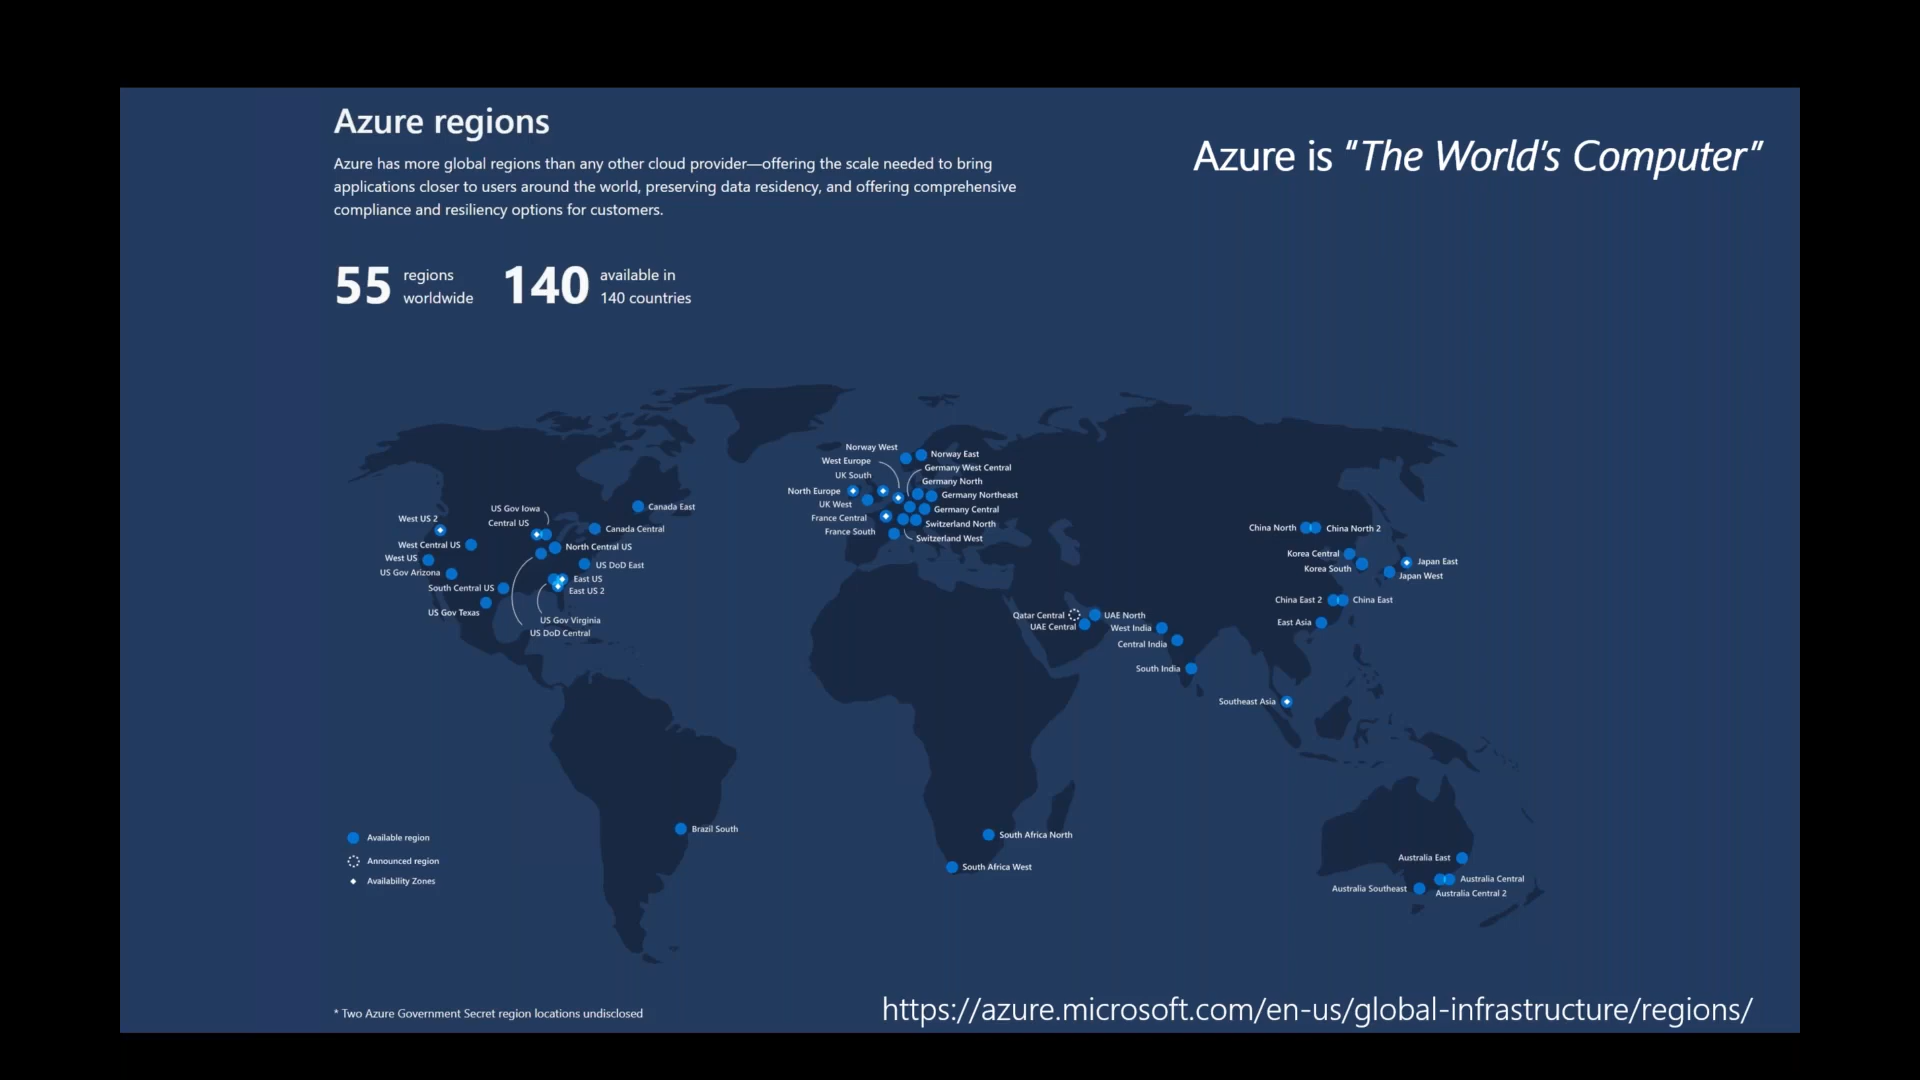 Azure regions
Azure is "The World's Computer"
Azure has more global regions than any other cloud provider—offering the scale needed to bring
applications closer to users around the world, preserving data residency, and offering comprehensive
compliance and resiliency options for customers.
55 regions worldwide
140 available in 140 countries
Norway West
Norway East
West Europe
Germany West Central
UK South
Germany North
North Europe
Germany Northeast
UK West
Germany Central
France Central
Switzerland North
France South
Switzerland West
Canada East
US Gov Iowa
West US 2
Central US
Canada Central
West Central US
North Central US
West US
US DoD East
US Gov Arizona
East US
South Central US
East US 2
US Gov Texas
US Gov Virginia
US DoD Central
China North
China North 2
Korea Central
Japan East
Korea South
Japan West
China East 2
China East
East Asia
Qatar Central
UAE North
UAE Central
West India
Central India
South India
Southeast Asia
Brazil South
South Africa North
South Africa West
Australia East
Australia Central
Australia Southeast
Australia Central 2
Available region
Announced region
Availability Zones
* Two Azure Government Secret region locations undisclosed
https://azure.microsoft.com/en-us/global-infrastructure/regions/